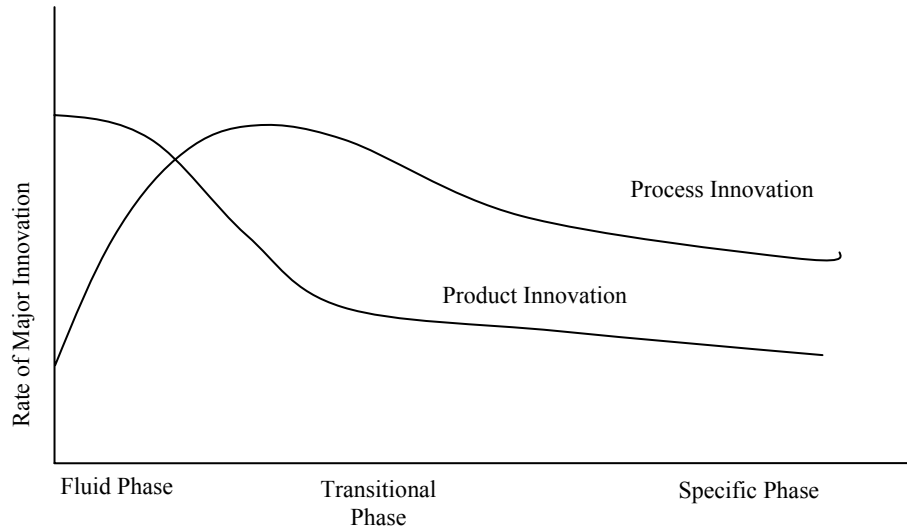 Process Innovation
Product Innovation
Rate of Major Innovation
Fluid Phase
Transitional
Phase
Specific Phase